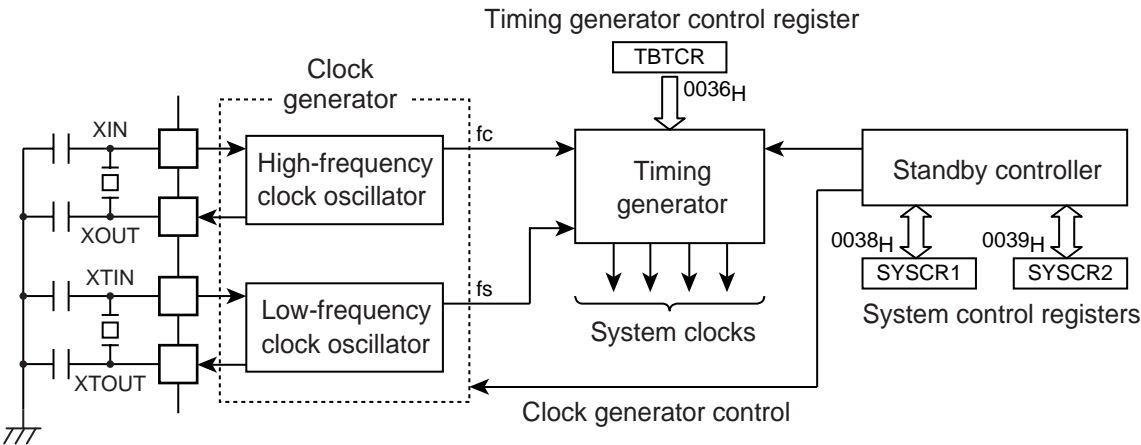 Timing generator control register
TBTCR
0036H
Clock
generator
XIN
High-frequency
clock oscillator
fc
XOUT
Timing
generator
Standby controller
0038H
0039H
SYSCR1
SYSCR2
System control registers
XTIN
Low-frequency
clock oscillator
fs
XTOUT
System clocks
Clock generator control